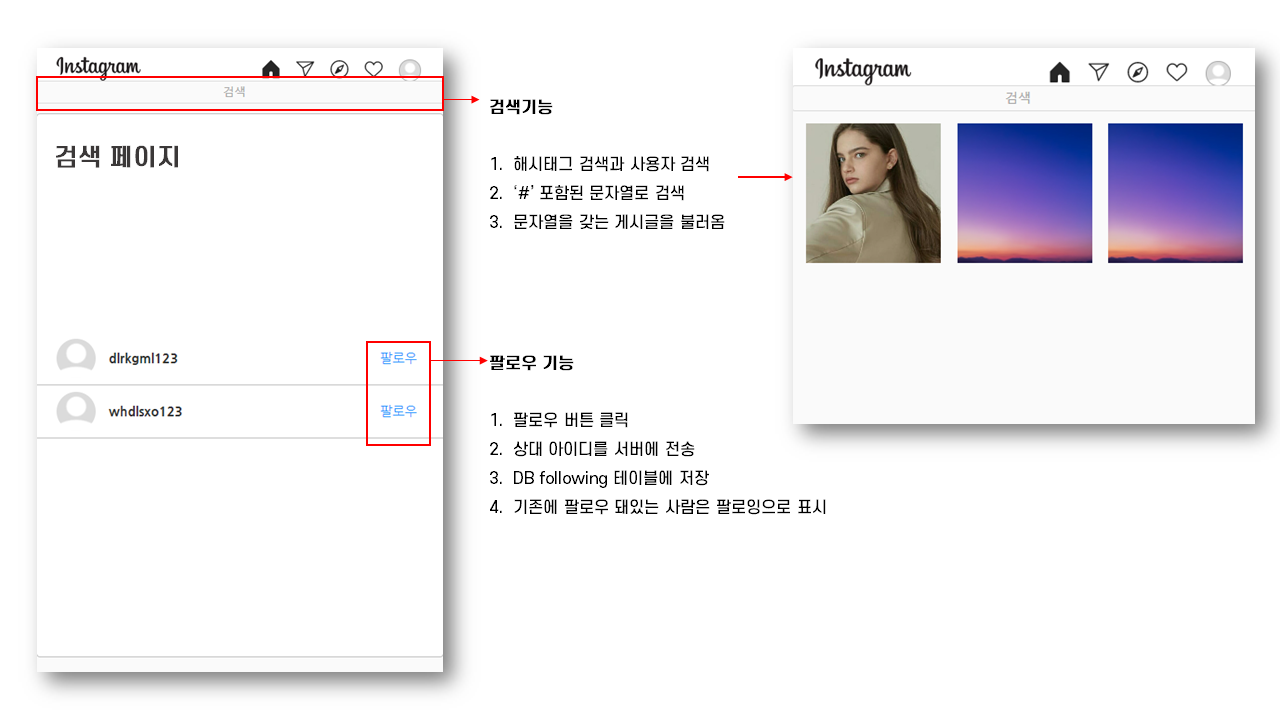 Instagram
검색
검색 페이지
dlrkgml123 팔로우
whdlsxo123 팔로우
검색기능
1. 해시태그 검색과 사용자 검색
2. ‘#’ 포함된 문자열로 검색
3. 문자열을 갖는 게시글을 불러옴
팔로우 기능
1. 팔로우 버튼 클릭
2. 상대 아이디를 서버에 전송
3. DB following 테이블에 저장
4. 기존에 팔로우 돼있는 사람은 팔로잉으로 표시
Instagram
검색